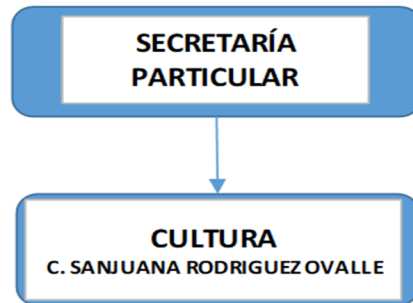 SECRETARÍA
PARTICULAR
CULTURA
C. SANJUANA RODRIGUEZ OVALLE